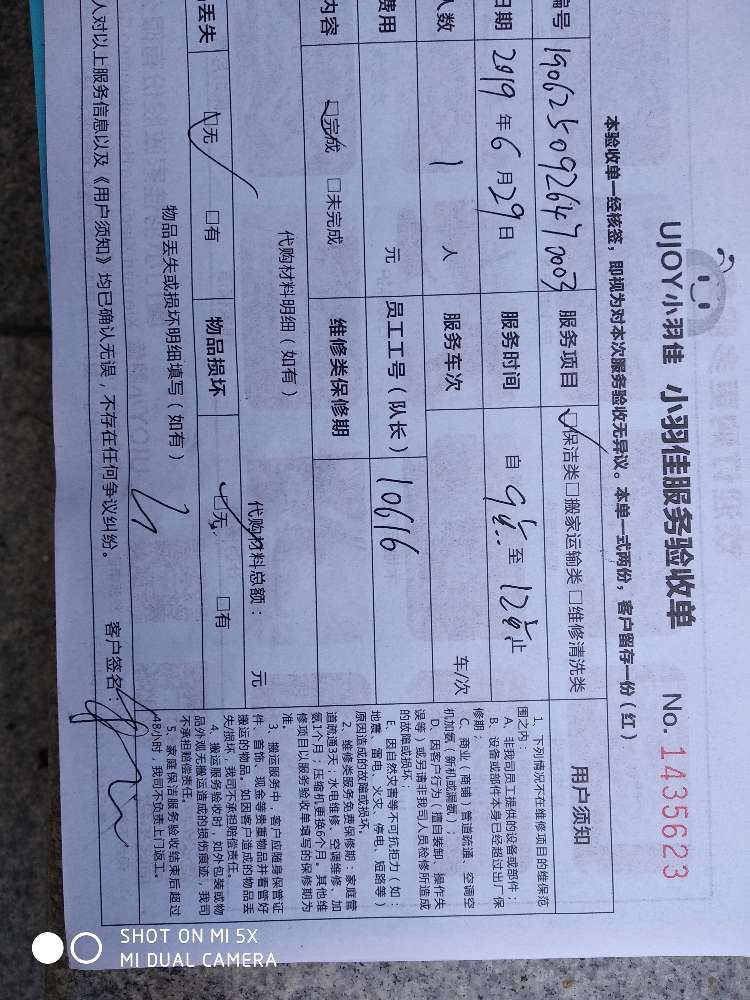 UJOY小羽佳 小羽佳服务验收单 No. 1435623
本验收单一经核签，即视为对本次服务验收无异议。本单一式两份，客户留存一份（红）
编号 1906250926470003 服务项目 ☑保洁类□搬家运输类□维修清洗类
日期 2019年6月29日 服务时间 自 9点 至 12点止
人数 1 人 服务车次 车/次
费用 元 员工工号（队长） 10616
内容 ☑完成 □未完成 维修类保修期
代购材料明细（如有）
代购材料总额： 元
丢失 ☑无 □有 物品损坏 ☑无 □有
物品丢失或损坏明细填写（如有）
人对以上服务信息以及《用户须知》均已确认无误，不存在任何争议纠纷。 客户签名：
用户须知
1、下列情况不在维修项目的维保范
围之内：
A、非我司员工提供的设备或部件；
B、设备或部件本身已经超过出厂保
修期；
C、商业（商铺）管道疏通、空调空
机加氨（新机或漏氨）；
D、因客户行为（擅自装卸、操作失
误等）或另请非我司人员检修所造成
的故障或损坏
E、因自然灾害等不可抗拒力（如：
地震、雷电、火灾、停电、短路等）
原因造成的故障或损坏。
2、维修类服务免费保修期：家庭管
道疏通3天；水电维修、空调维修、加
氨1个月；压缩机更换6个月。其他维
修项目以服务验收单填写的保修期为
准。
3、搬运服务中，客户应随身保管证
件、首饰、现金等贵重物品并看管好
搬运的物品。如因客户造成的物品丢
失/损坏，我司不承担赔偿责任。
4、搬运服务验收时，如外包装或物
品外观无搬运造成的损伤痕迹，我司
不承担赔偿责任。
5、家庭保洁服务验收结束后超过
48小时，我司不负责上门返工。
SHOT ON MI 5X
MI DUAL CAMERA